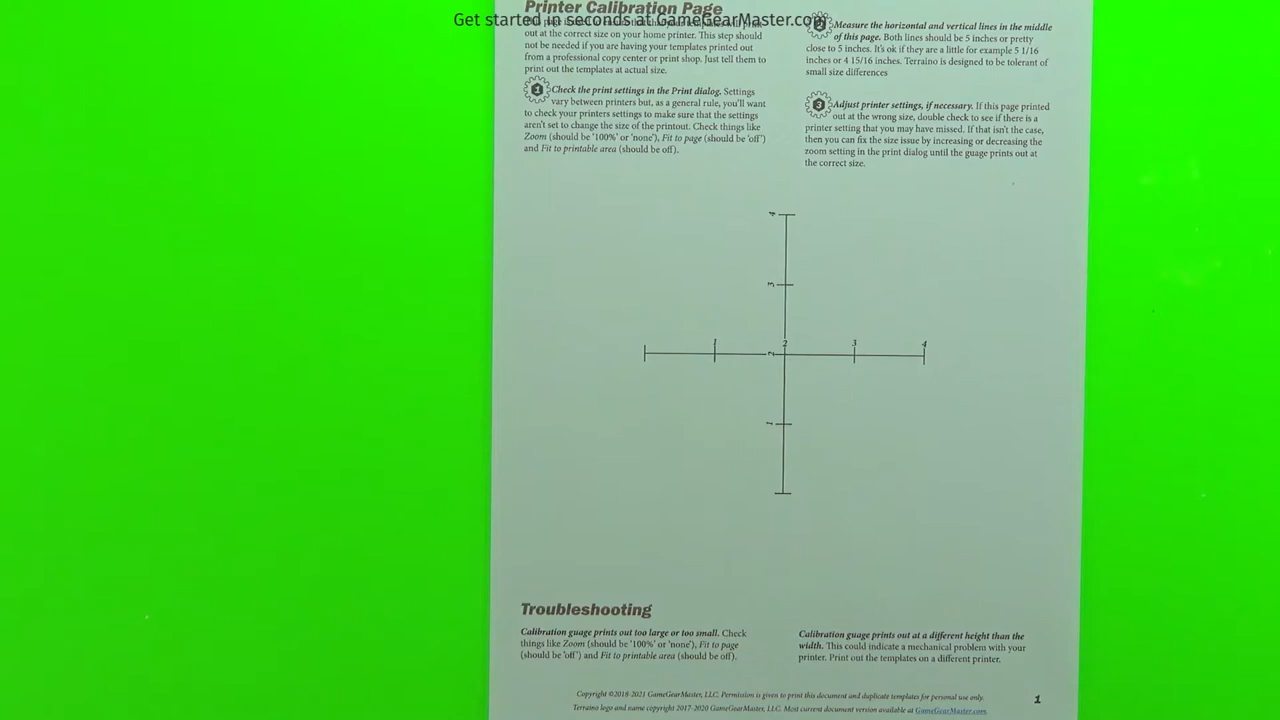 Printer Calibration Page
Get started for $0 and 0¢ at GameGearMaster.com
out at the correct size on your home printer. This step should
not be needed if you are having your templates printed out
from a professional copy center or print shop. Just tell them to
print out the templates at actual size.
1 Check the print settings in the Print dialog. Settings
vary between printers but, as a general rule, you'll want
to check your printers settings to make sure that the settings
aren't set to change the size of the printout. Check things like
Zoom (should be '100%' or 'none'), Fit to page (should be 'off')
and Fit to printable area (should be off).
2 Measure the horizontal and vertical lines in the middle
of this page. Both lines should be 5 inches or pretty
close to 5 inches. It's ok if they are a little for example 5 1/16
inches or 4 15/16 inches. Terraino is designed to be tolerant of
small size differences
3 Adjust printer settings, if necessary. If this page printed
out at the wrong size, double check to see if there is a
printer setting that you may have missed. If that isn't the case,
then you can fix the size issue by increasing or decreasing the
zoom setting in the print dialog until the guage prints out at
the correct size.
4
3
1 2 3 4
2
1
Troubleshooting
Calibration guage prints out too large or too small. Check
things like Zoom (should be '100%' or 'none'), Fit to page
(should be 'off') and Fit to printable area (should be off).
Calibration guage prints out at a different height than the
width. This could indicate a mechanical problem with your
printer. Print out the templates on a different printer.
Copyright ©2018-2021 GameGearMaster, LLC. Permission is given to print this document and duplicate templates for personal use only.
Terraino logo and name copyright 2017-2020 GameGearMaster, LLC. Most current document version available at GameGearMaster.com.
1